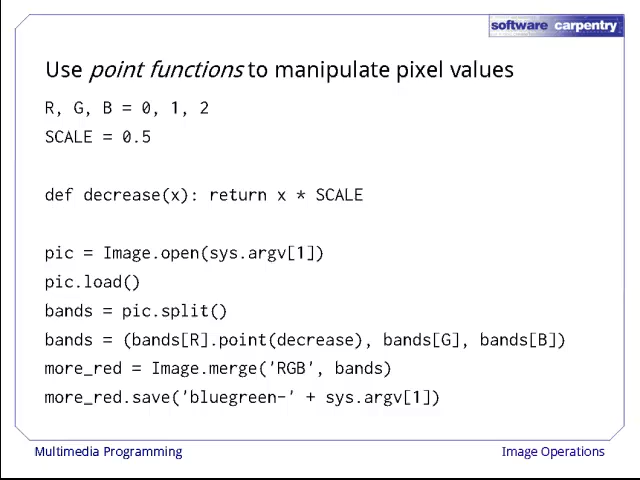 software carpentry
Use point functions to manipulate pixel values
R, G, B = 0, 1, 2
SCALE = 0.5
def decrease(x): return x * SCALE
pic = Image.open(sys.argv[1])
pic.load()
bands = pic.split()
bands = (bands[R].point(decrease), bands[G], bands[B])
more_red = Image.merge('RGB', bands)
more_red.save('bluegreen-' + sys.argv[1])
Multimedia Programming
Image Operations